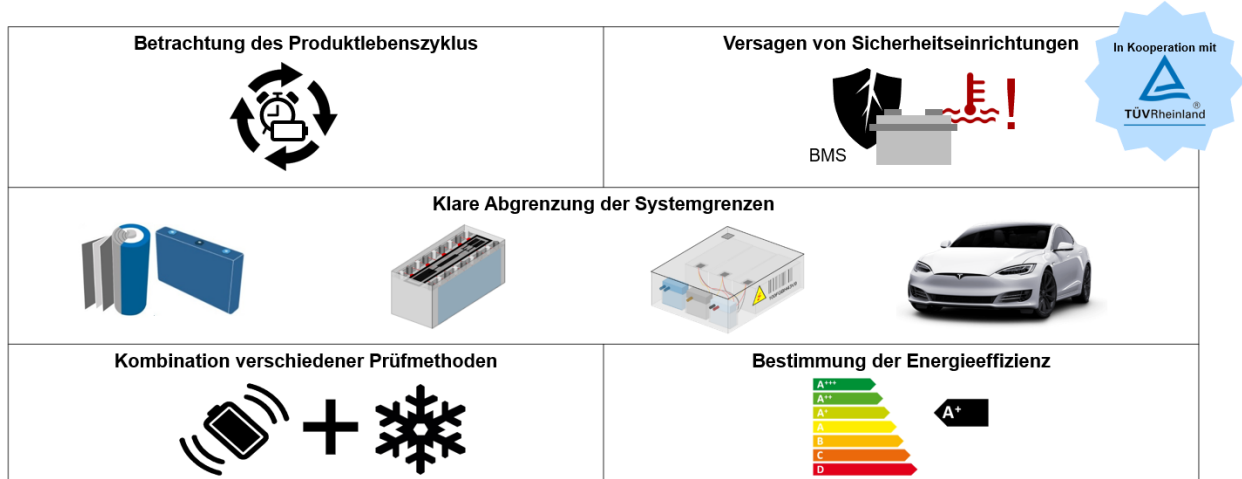 Betrachtung des Produktlebenszyklus
Versagen von Sicherheitseinrichtungen
In Kooperation mit
TÜVRheinland
®
BMS
Klare Abgrenzung der Systemgrenzen
Kombination verschiedener Prüfmethoden
Bestimmung der Energieeffizienz
A+++
A++
A+
A
B
C
D
A+